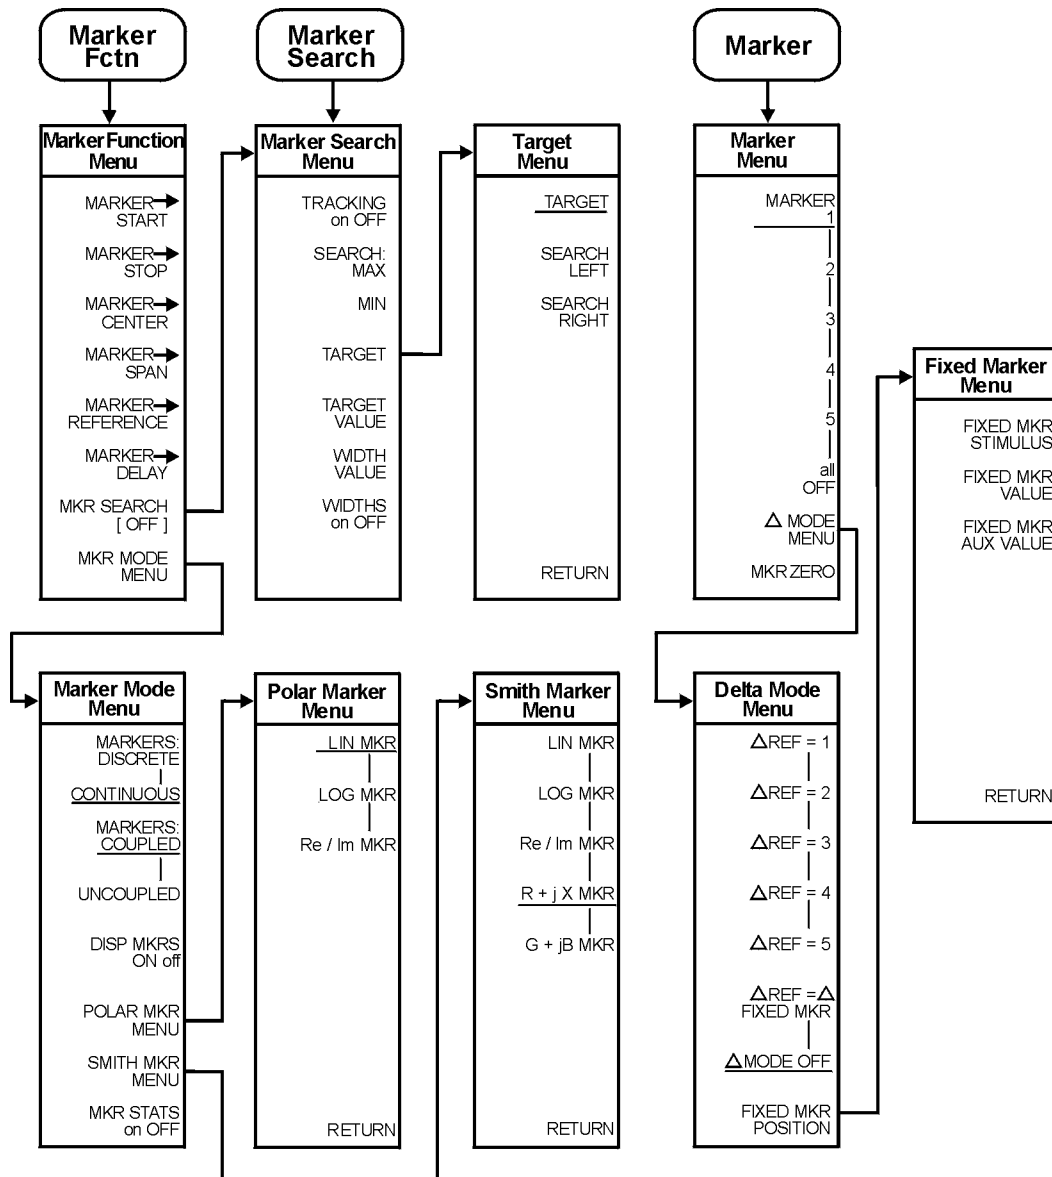 Marker
Fctn
Marker
Search
Marker
Marker Function
Menu
MARKER→
START
MARKER→
STOP
MARKER→
CENTER
MARKER→
SPAN
MARKER→
REFERENCE
MARKER→
DELAY
MKR SEARCH
[ OFF ]
MKR MODE
MENU
Marker Search
Menu
TRACKING
on OFF
SEARCH:
MAX
MIN
TARGET
TARGET
VALUE
WIDTH
VALUE
WIDTHS
on OFF
Target
Menu
TARGET
SEARCH
LEFT
SEARCH
RIGHT
RETURN
Marker
Menu
MARKER
1
2
3
4
5
all
OFF
△ MODE
MENU
MKR ZERO
Fixed Marker
Menu
FIXED MKR
STIMULUS
FIXED MKR
VALUE
FIXED MKR
AUX VALUE
RETURN
Marker Mode
Menu
MARKERS:
DISCRETE
CONTINUOUS
MARKERS:
COUPLED
UNCOUPLED
DISP MKRS
ON off
POLAR MKR
MENU
SMITH MKR
MENU
MKR STATS
on OFF
Polar Marker
Menu
LIN MKR
LOG MKR
Re / Im MKR
RETURN
Smith Marker
Menu
LIN MKR
LOG MKR
Re / Im MKR
R + j X MKR
G + jB MKR
RETURN
Delta Mode
Menu
△REF = 1
△REF = 2
△REF = 3
△REF = 4
△REF = 5
△REF =△
FIXED MKR
△MODE OFF
FIXED MKR
POSITION